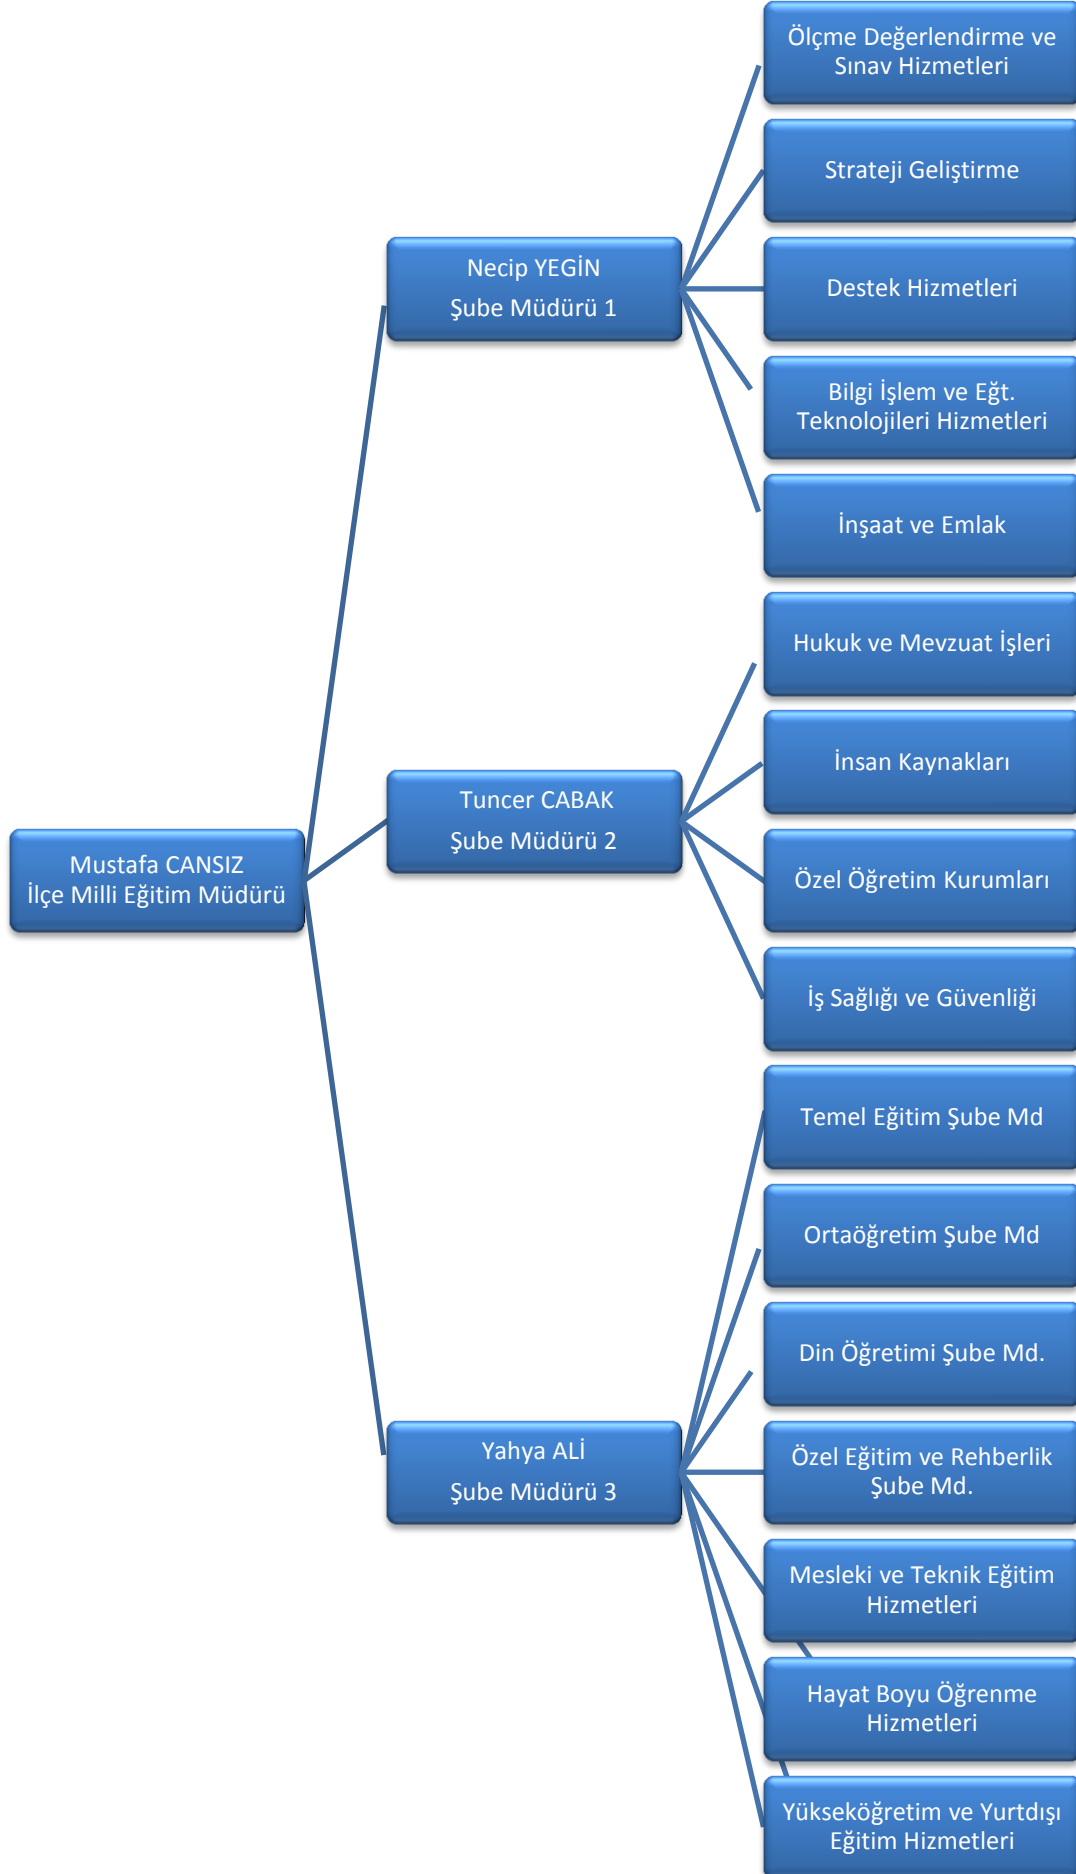 Ölçme Değerlendirme ve
Sınav Hizmetleri
Strateji Geliştirme
Necip YEGİN
Şube Müdürü 1
Destek Hizmetleri
Bilgi İşlem ve Eğt.
Teknolojileri Hizmetleri
İnşaat ve Emlak
Hukuk ve Mevzuat İşleri
İnsan Kaynakları
Tuncer CABAK
Şube Müdürü 2
Mustafa CANSIZ
İlçe Milli Eğitim Müdürü
Özel Öğretim Kurumları
İş Sağlığı ve Güvenliği
Temel Eğitim Şube Md
Ortaöğretim Şube Md
Din Öğretimi Şube Md.
Yahya ALİ
Şube Müdürü 3
Özel Eğitim ve Rehberlik
Şube Md.
Mesleki ve Teknik Eğitim
Hizmetleri
Hayat Boyu Öğrenme
Hizmetleri
Yükseköğretim ve Yurtdışı
Eğitim Hizmetleri